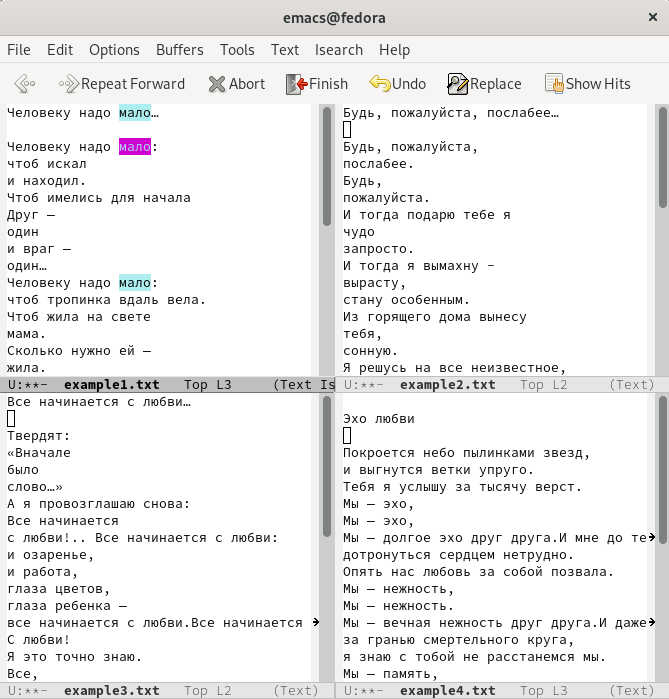 emacs@fedora ×
File Edit Options Buffers Tools Text Isearch Help
Repeat Forward Abort Finish Undo Replace Show Hits
Человеку надо мало…
Человеку надо мало:
чтоб искал
и находил.
Чтоб имелись для начала
Друг —
один
и враг —
один…
Человеку надо мало:
чтоб тропинка вдаль вела.
Чтоб жила на свете
мама.
Сколько нужно ей —
жила.
U:**- example1.txt Top L3 (Text Is
Будь, пожалуйста, послабее…
Будь, пожалуйста,
послабее.
Будь,
пожалуйста.
И тогда подарю тебе я
чудо
запросто.
И тогда я вымахну -
вырасту,
стану особенным.
Из горящего дома вынесу
тебя,
сонную.
Я решусь на все неизвестное,
U:**- example2.txt Top L2 (Text)
Все начинается с любви…
Твердят:
«Вначале
было
слово…»
А я провозглашаю снова:
Все начинается
с любви!.. Все начинается с любви:
и озаренье,
и работа,
глаза цветов,
глаза ребенка —
все начинается с любви.Все начинается
С любви!
Я это точно знаю.
Все,
U:**- example3.txt Top L2 (Text)
Эхо любви
Покроется небо пылинками звезд,
и выгнутся ветки упруго.
Тебя я услышу за тысячу верст.
Мы — эхо,
Мы — эхо,
Мы — долгое эхо друг друга.И мне до те
дотронуться сердцем нетрудно.
Опять нас любовь за собой позвала.
Мы — нежность,
Мы — нежность.
Мы — вечная нежность друг друга.И даже
за гранью смертельного круга,
я знаю с тобой не расстанемся мы.
Мы — память,
U:**- example4.txt Top L3 (Text)